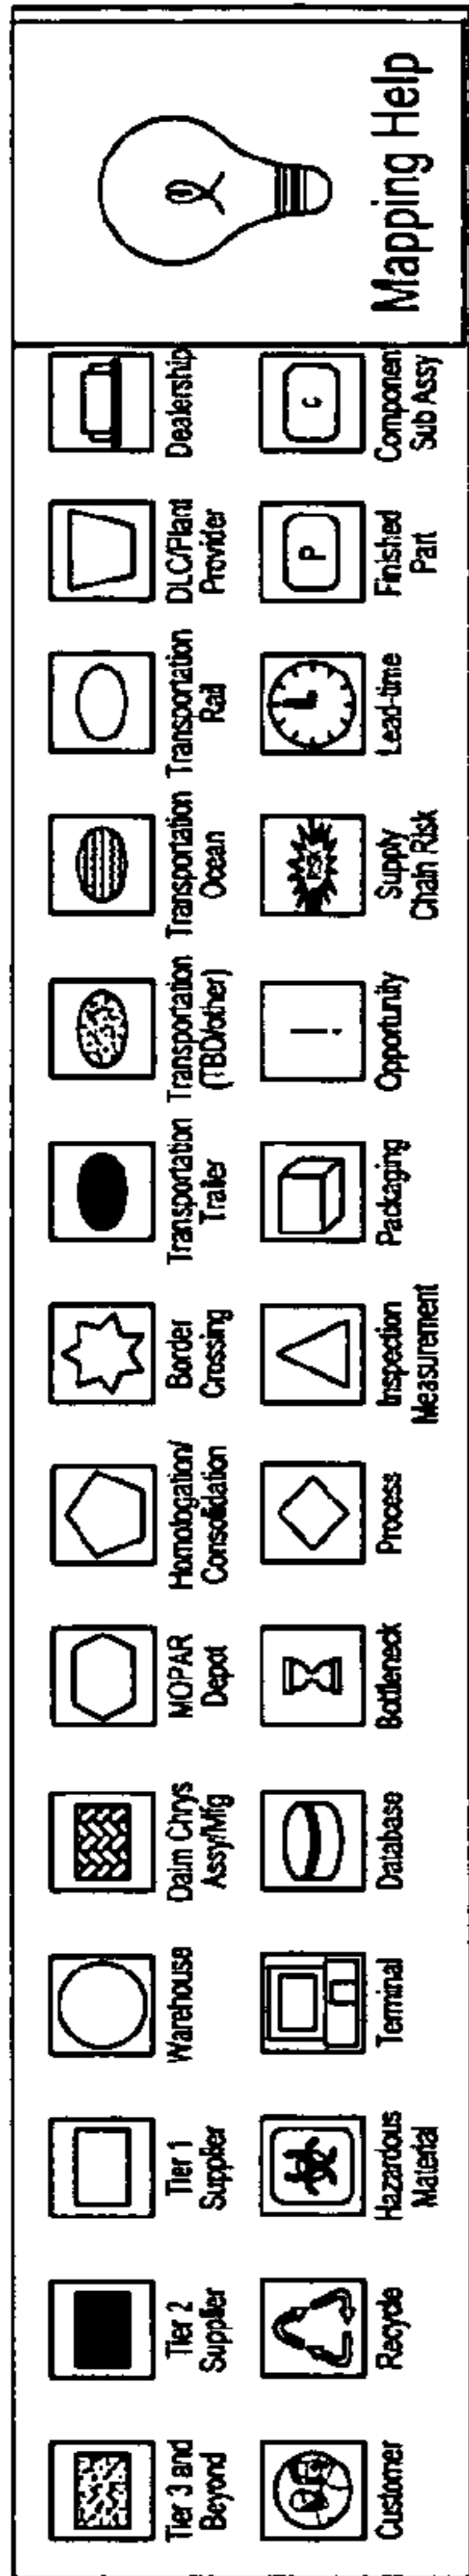 Tier 3 and
Beyond
Tier 2
Supplier
Tier 1
Supplier
Warehouse
Daim Chrys
Assy/Mfg
MOPAR
Depot
Homologation/
Consolidation
Border
Crossing
Transportation
Trailer
Transportation
(TBD/other)
Transportation
Ocean
Transportation
Rail
DLC/Plant
Provider
Dealership
Customer
Recycle
Hazardous
Material
Terminal
Database
Bottleneck
Process
Inspection
Measurement
Packaging
!
Opportunity
RISK
Supply
Chain Risk
Lead-time
P
Finished
Part
C
Component
Sub Assy
Mapping Help